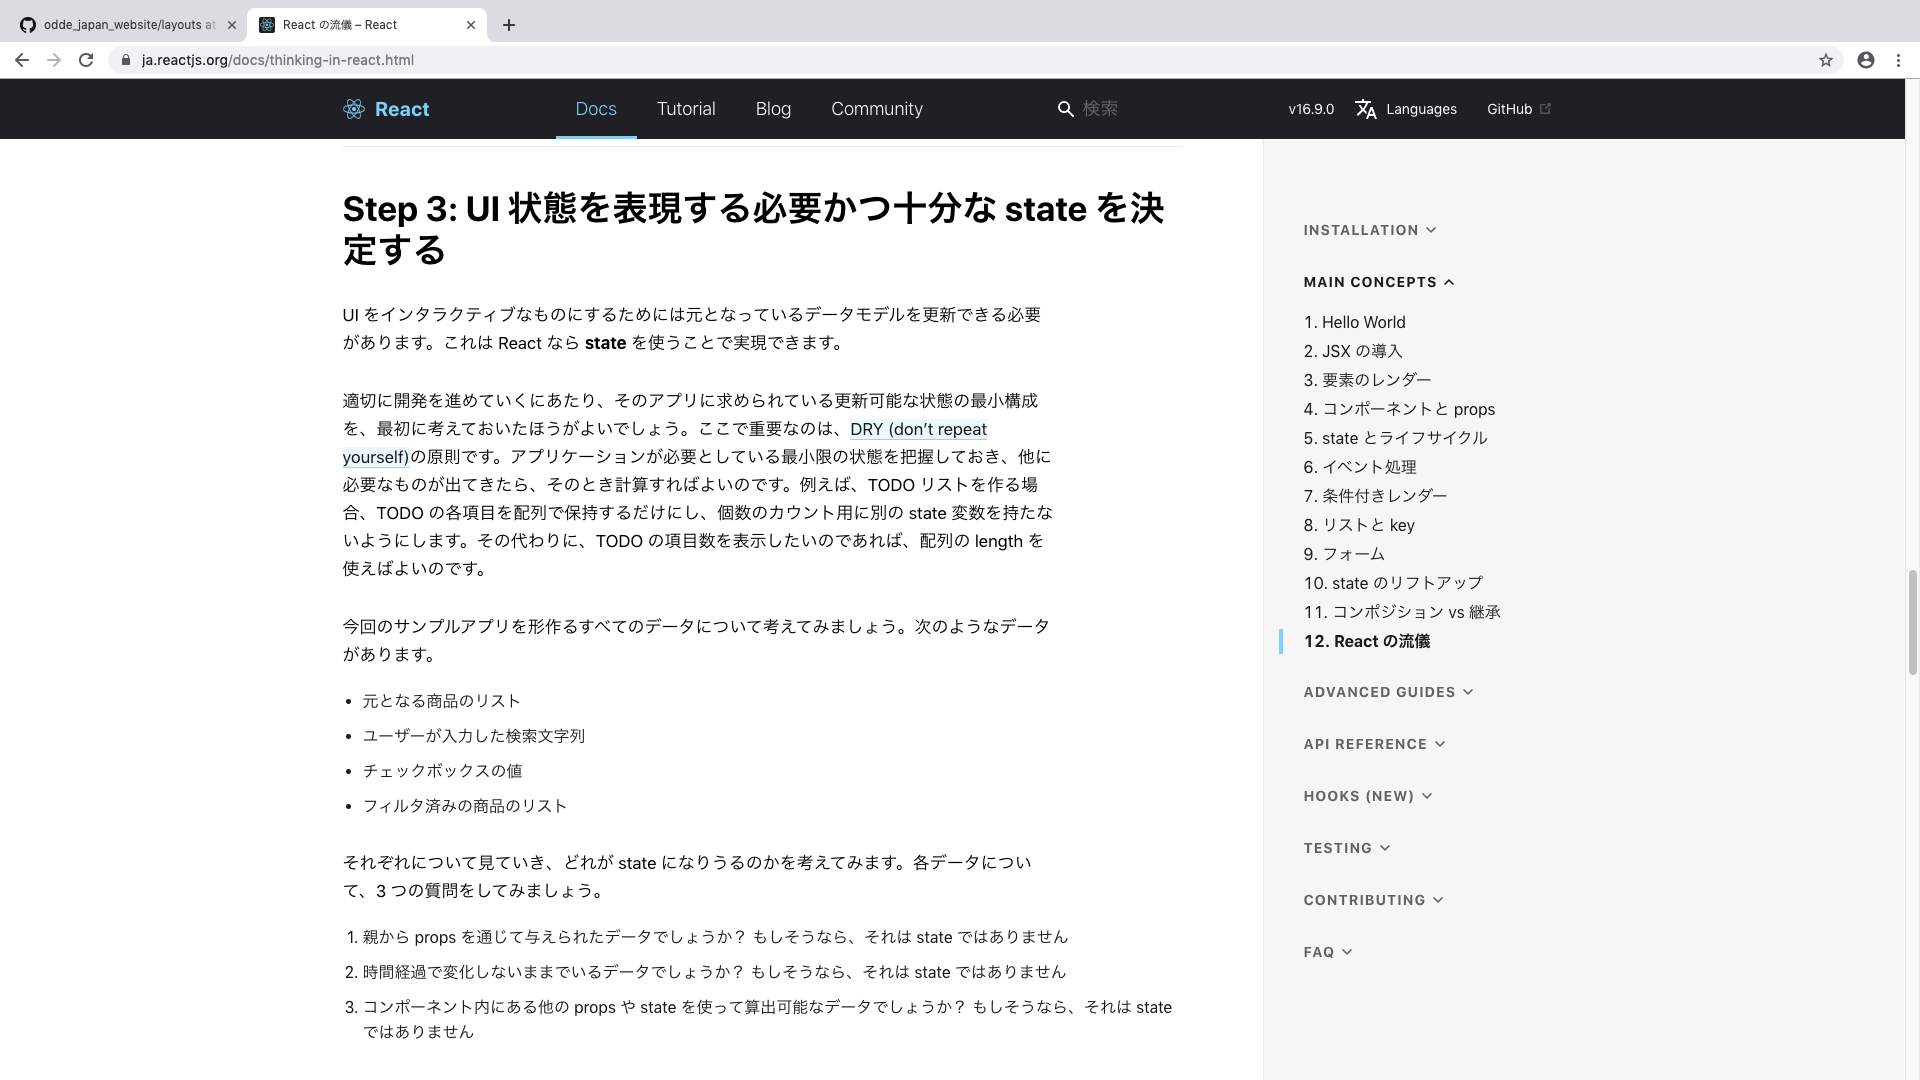 odde_japan_website/layouts at
React の流儀 – React
ja.reactjs.org/docs/thinking-in-react.html
React
Docs
Tutorial
Blog
Community
検索
v16.9.0
Languages
GitHub
Step 3: UI 状態を表現する必要かつ十分な state を決
定する
UI をインタラクティブなものにするためには元となっているデータモデルを更新できる必要
があります。これは React なら state を使うことで実現できます。
適切に開発を進めていくにあたり、そのアプリに求められている更新可能な状態の最小構成
を、最初に考えておいたほうがよいでしょう。ここで重要なのは、DRY (don’t repeat
yourself)の原則です。アプリケーションが必要としている最小限の状態を把握しておき、他に
必要なものが出てきたら、そのとき計算すればよいのです。例えば、TODO リストを作る場
合、TODO の各項目を配列で保持するだけにし、個数のカウント用に別の state 変数を持たな
いようにします。その代わりに、TODO の項目数を表示したいのであれば、配列の length を
使えばよいのです。
今回のサンプルアプリを形作るすべてのデータについて考えてみましょう。次のようなデータ
があります。
• 元となる商品のリスト
• ユーザーが入力した検索文字列
• チェックボックスの値
• フィルタ済みの商品のリスト
それぞれについて見ていき、どれが state になりうるのかを考えてみます。各データについ
て、3 つの質問をしてみましょう。
1. 親から props を通じて与えられたデータでしょうか？ もしそうなら、それは state ではありません
2. 時間経過で変化しないままでいるデータでしょうか？ もしそうなら、それは state ではありません
3. コンポーネント内にある他の props や state を使って算出可能なデータでしょうか？ もしそうなら、それは state
ではありません
INSTALLATION
MAIN CONCEPTS
1. Hello World
2. JSX の導入
3. 要素のレンダー
4. コンポーネントと props
5. state とライフサイクル
6. イベント処理
7. 条件付きレンダー
8. リストと key
9. フォーム
10. state のリフトアップ
11. コンポジション vs 継承
12. React の流儀
ADVANCED GUIDES
API REFERENCE
HOOKS (NEW)
TESTING
CONTRIBUTING
FAQ